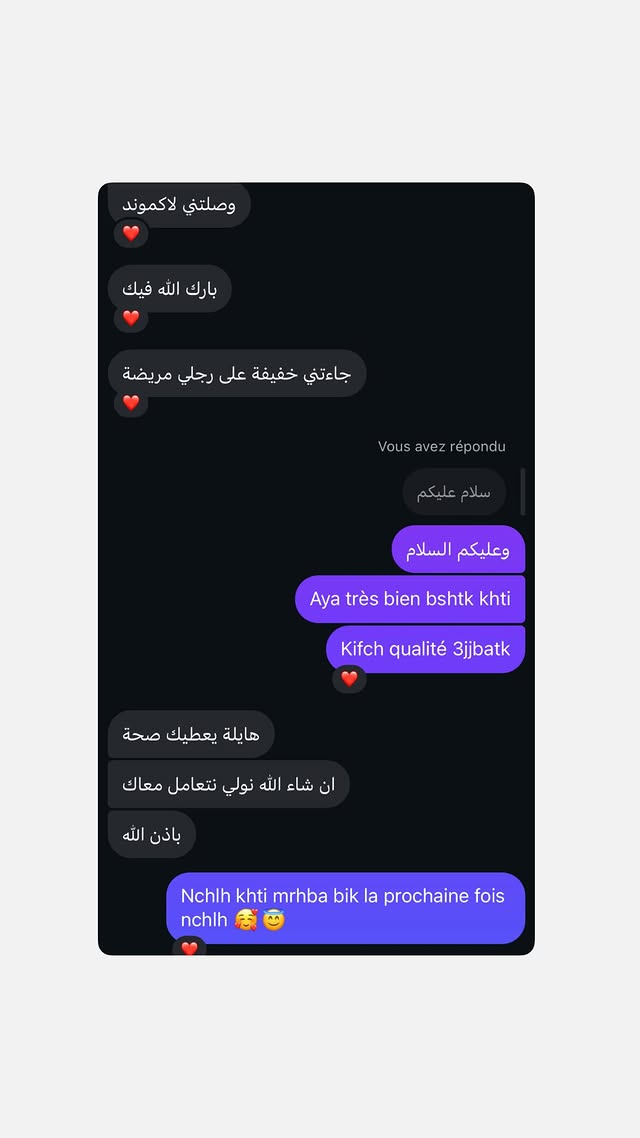 وصلتني لاكموند
بارك الله فيك
جاءتني خفيفة على رجلي مريضة
Vous avez répondu
سلام عليكم
وعليكم السلام
Aya très bien bshtk khti
Kifch qualité 3jjbatk
هايلة يعطيك صحة
ان شاء الله نولي نتعامل معاك
باذن الله
Nchlh khti mrhba bik la prochaine fois
nchlh 🥰 😇